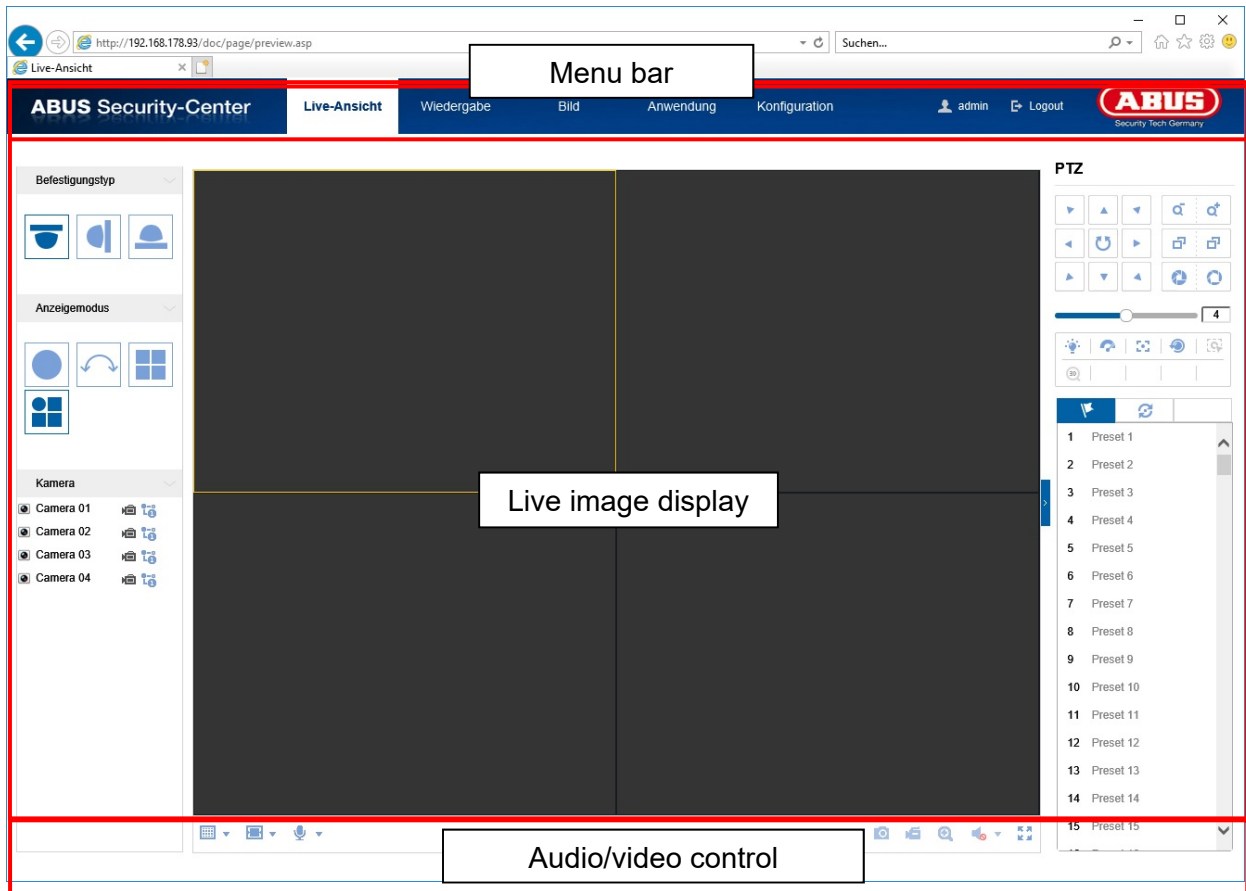 http://192.168.178.93/doc/page/preview.asp
Suchen...
Live-Ansicht
Menu bar
ABUS Security-Center
Live-Ansicht
Wiedergabe
Bild
Anwendung
Konfiguration
admin
Logout
ABUS
Security Tech Germany
Befestigungstyp
Anzeigemodus
Kamera
Camera 01
Camera 02
Camera 03
Camera 04
Live image display
PTZ
4
3D
1 Preset 1
2 Preset 2
3 Preset 3
4 Preset 4
5 Preset 5
6 Preset 6
7 Preset 7
8 Preset 8
9 Preset 9
10 Preset 10
11 Preset 11
12 Preset 12
13 Preset 13
14 Preset 14
15 Preset 15
Audio/video control